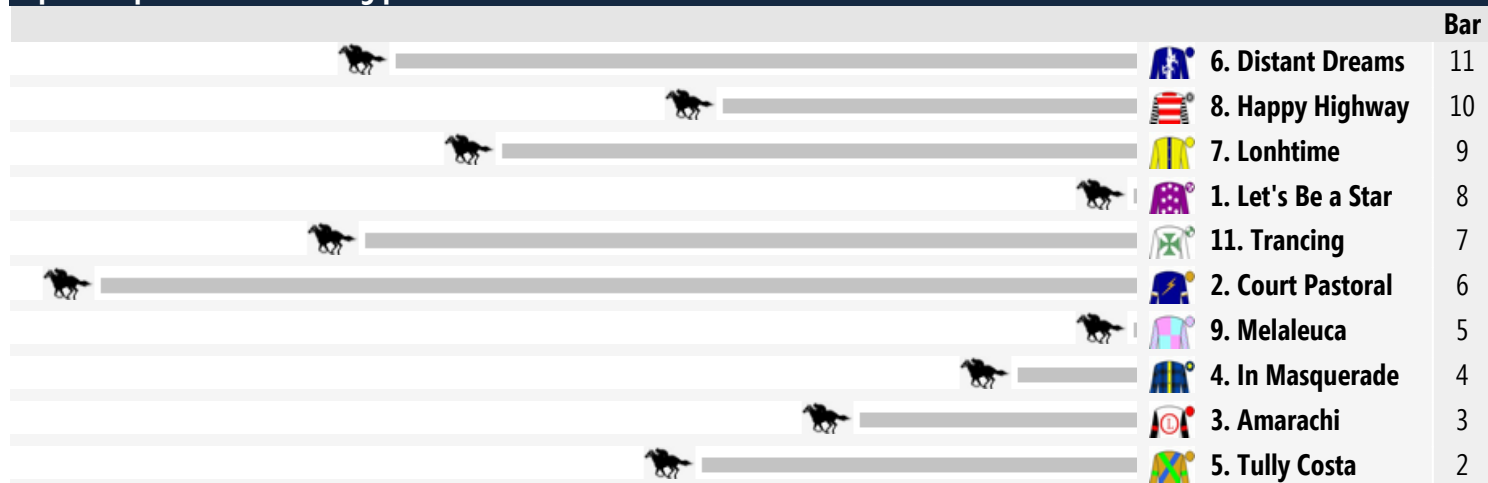 Bar
6. Distant Dreams 11
8. Happy Highway 10
7. Lonhtime 9
1. Let's Be a Star 8
11. Trancing 7
2. Court Pastoral 6
9. Melaleuca 5
4. In Masquerade 4
3. Amarachi 3
5. Tully Costa 2